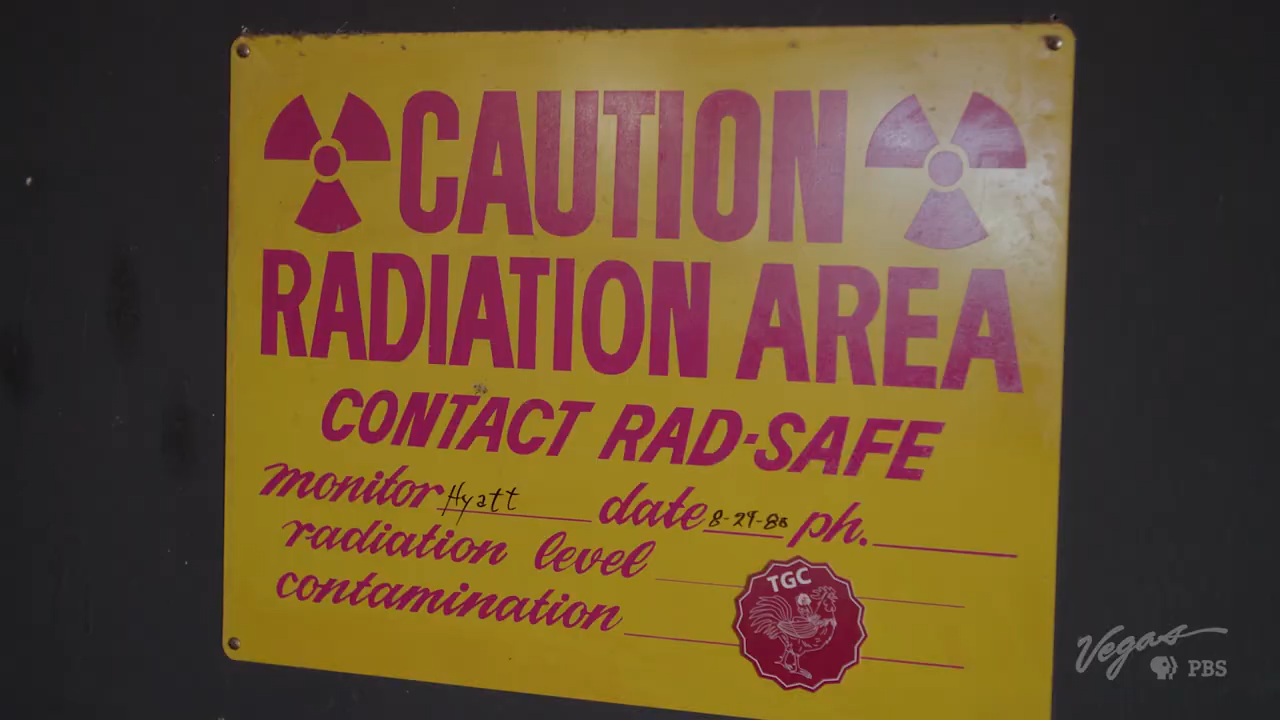 CAUTION
RADIATION AREA
CONTACT RAD-SAFE
monitor Hyatt date 8-29-88 ph.
radiation level
contamination
TGC
Vegas
PBS